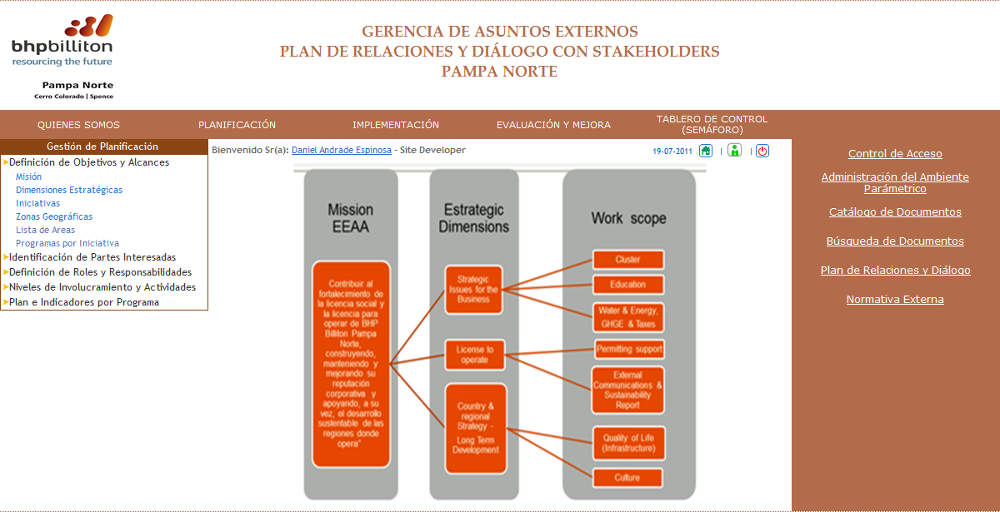 bhpbilliton
resourcing the future
Pampa Norte
Cerro Colorado | Spence
GERENCIA DE ASUNTOS EXTERNOS
PLAN DE RELACIONES Y DIÁLOGO CON STAKEHOLDERS
PAMPA NORTE
QUIENES SOMOS
PLANIFICACIÓN
IMPLEMENTACIÓN
EVALUACIÓN Y MEJORA
TABLERO DE CONTROL
(SEMÁFORO)
Gestión de Planificación
Definición de Objetivos y Alcances
Misión
Dimensiones Estratégicas
Iniciativas
Zonas Geográficas
Lista de Areas
Programas por Iniciativa
Identificación de Partes Interesadas
Definición de Roles y Responsabilidades
Niveles de Involucramiento y Actividades
Plan e Indicadores por Programa
Bienvenido Sr(a): Daniel Andrade Espinosa - Site Developer
19-07-2011 | |
Mission
EEAA
Contribuir al
fortalecimiento de
la licencia social y
la licencia para
operar de BHP
Billiton Pampa
Norte,
construyendo,
manteniendo y
mejorando su
reputación
corporativa y
apoyando, a su
vez, el desarrollo
sustentable de las
regiones donde
opera"
Estrategic
Dimensions
Strategic
Issues for the
Business
License to
operate
Country &
regional
Strategy -
Long Term
Development
Work scope
Cluster
Education
Water & Energy,
GHGE & Taxes
Permitting support
External
Communications &
Sustainability
Report
Quality of Life
(Infrastructure)
Culture
Control de Acceso
Administración del Ambiente
Parámetrico
Catálogo de Documentos
Búsqueda de Documentos
Plan de Relaciones y Diálogo
Normativa Externa